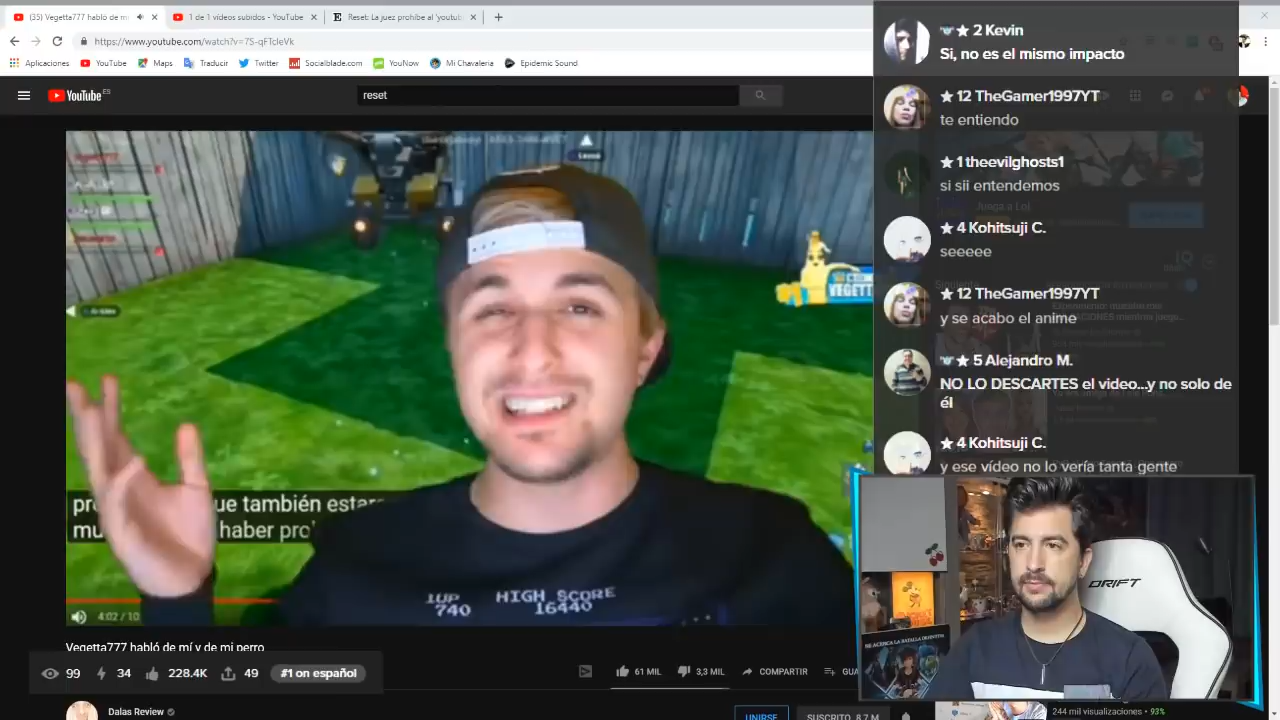 (35) Vegetta777 habló de m
1 de 1 vídeos subidos - YouTube
Reset: La juez prohíbe al 'youtub
https://www.youtube.com/watch?v=7S-qFTcIeVk
Aplicaciones
YouTube
Maps
Traducir
Twitter
Socialblade.com
YouNow
Mi Chavaleria
Epidemic Sound
YouTube ES
reset
2 Kevin
Si, no es el mismo impacto
12 TheGamer1997YT
te entiendo
1 theevilghosts1
si sii entendemos
4 Kohitsuji C.
seeeee
12 TheGamer1997YT
y se acabo el anime
5 Alejandro M.
NO LO DESCARTES el video...y no solo de
él
4 Kohitsuji C.
y ese vídeo no lo vería tanta gente
VEGETT
que también estar
haber pro
1UP
740
HIGH SCORE
16440
4:02 / 10
DRIFT
Vegetta777 habló de mí y de mi perro
99
34
228.4K
49
#1 on español
61 MIL
3,3 MIL
COMPARTIR
GUA
Dalas Review
UNIRSE
SUSCRITO 8,7 M
244 mil visualizaciones • 93%